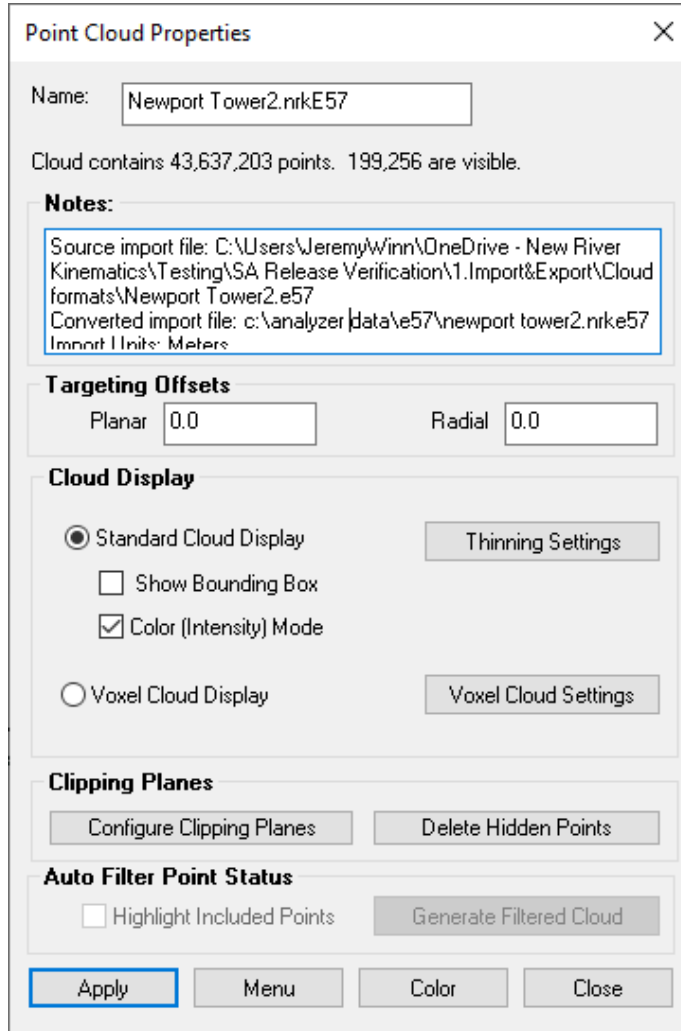 Point Cloud Properties
Name: Newport Tower2.nrkE57
Cloud contains 43,637,203 points. 199,256 are visible.
Notes:
Source import file: C:\Users\JeremyWinn\OneDrive - New River
Kinematics\Testing\SA Release Verification\1.Import&Export\Cloud
formats\Newport Tower2.e57
Converted import file: c:\analyzer data\e57\newport tower2.nrke57
Import Units: Meters
Targeting Offsets
Planar 0.0 Radial 0.0
Cloud Display
Standard Cloud Display Thinning Settings
Show Bounding Box
Color (Intensity) Mode
Voxel Cloud Display Voxel Cloud Settings
Clipping Planes
Configure Clipping Planes Delete Hidden Points
Auto Filter Point Status
Highlight Included Points Generate Filtered Cloud
Apply Menu Color Close